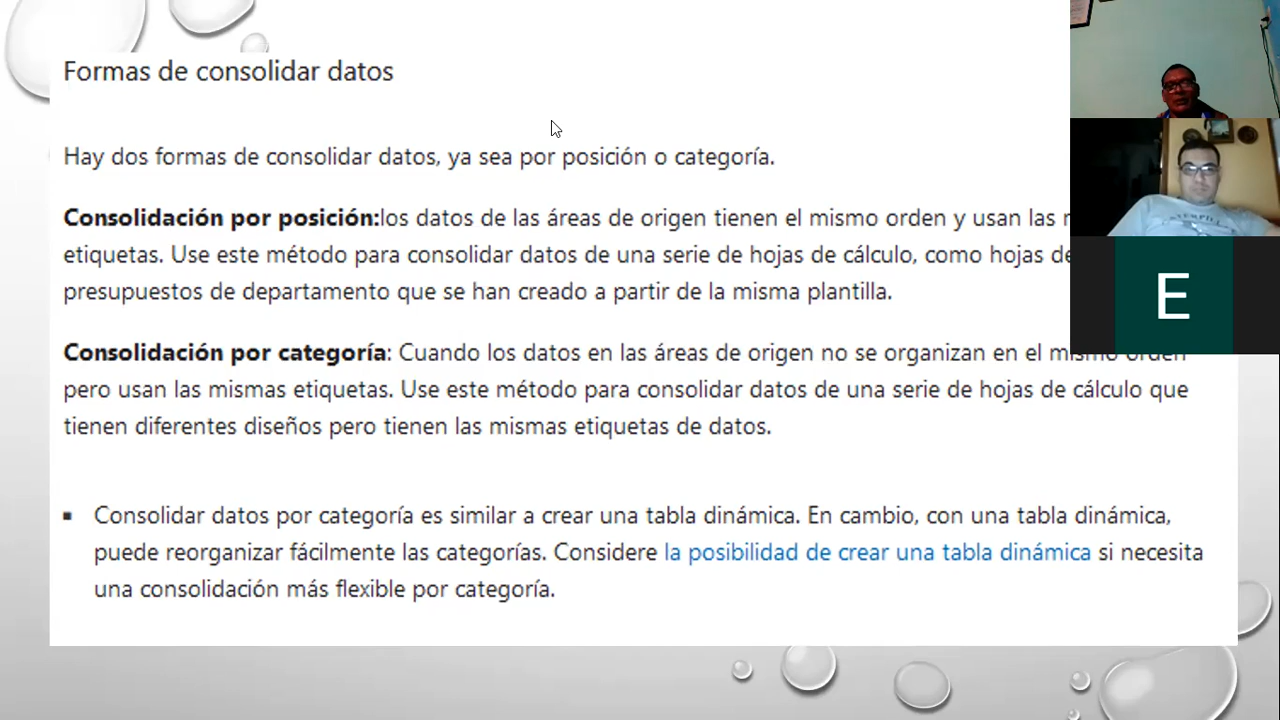 Formas de consolidar datos
Hay dos formas de consolidar datos, ya sea por posición o categoría.
Consolidación por posición:los datos de las áreas de origen tienen el mismo orden y usan las
etiquetas. Use este método para consolidar datos de una serie de hojas de cálculo, como hojas de
presupuestos de departamento que se han creado a partir de la misma plantilla.
Consolidación por categoría: Cuando los datos en las áreas de origen no se organizan en el mismo orden
pero usan las mismas etiquetas. Use este método para consolidar datos de una serie de hojas de cálculo que
tienen diferentes diseños pero tienen las mismas etiquetas de datos.
▪ Consolidar datos por categoría es similar a crear una tabla dinámica. En cambio, con una tabla dinámica,
puede reorganizar fácilmente las categorías. Considere la posibilidad de crear una tabla dinámica si necesita
una consolidación más flexible por categoría.
E